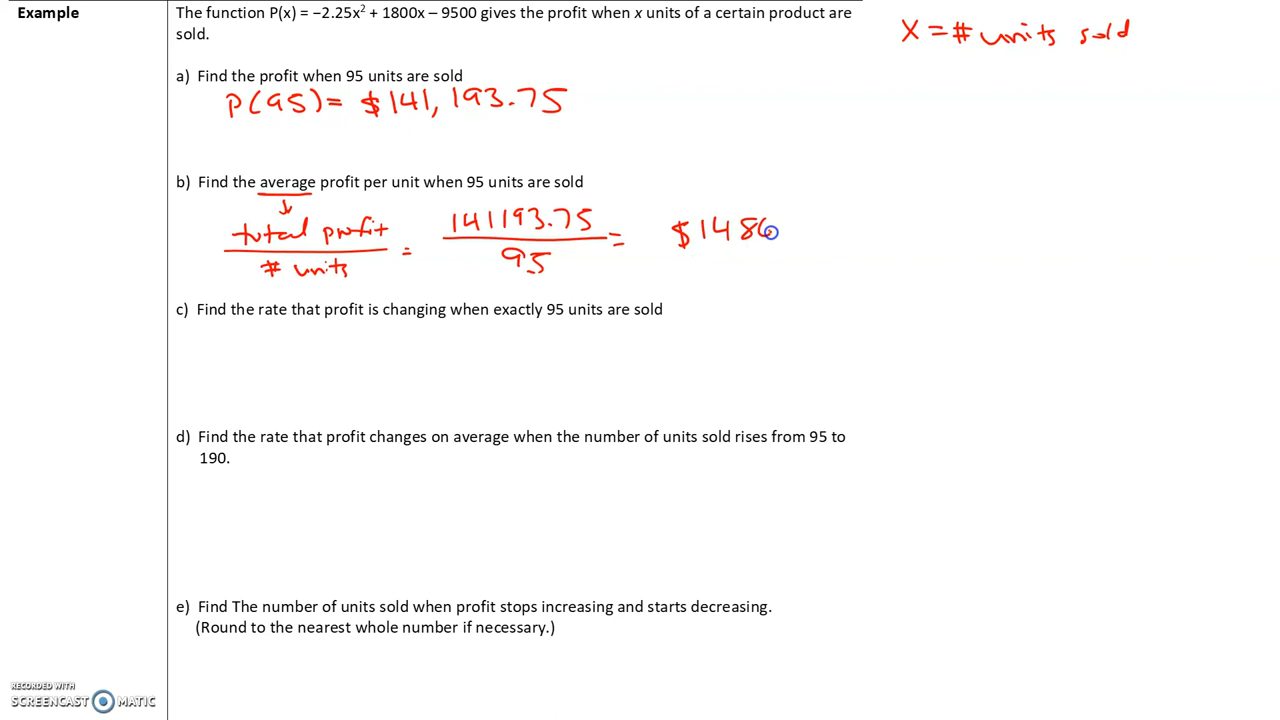 Example
The function P(x) = −2.25x² + 1800x – 9500 gives the profit when x units of a certain product are
sold.
X = # units sold
a) Find the profit when 95 units are sold
P(95) = $141,193.75
b) Find the average profit per unit when 95 units are sold
total profit / # units = 141193.75 / 95 = $1486
c) Find the rate that profit is changing when exactly 95 units are sold
d) Find the rate that profit changes on average when the number of units sold rises from 95 to
190.
e) Find The number of units sold when profit stops increasing and starts decreasing.
(Round to the nearest whole number if necessary.)
RECORDED WITH
SCREENCAST MATIC